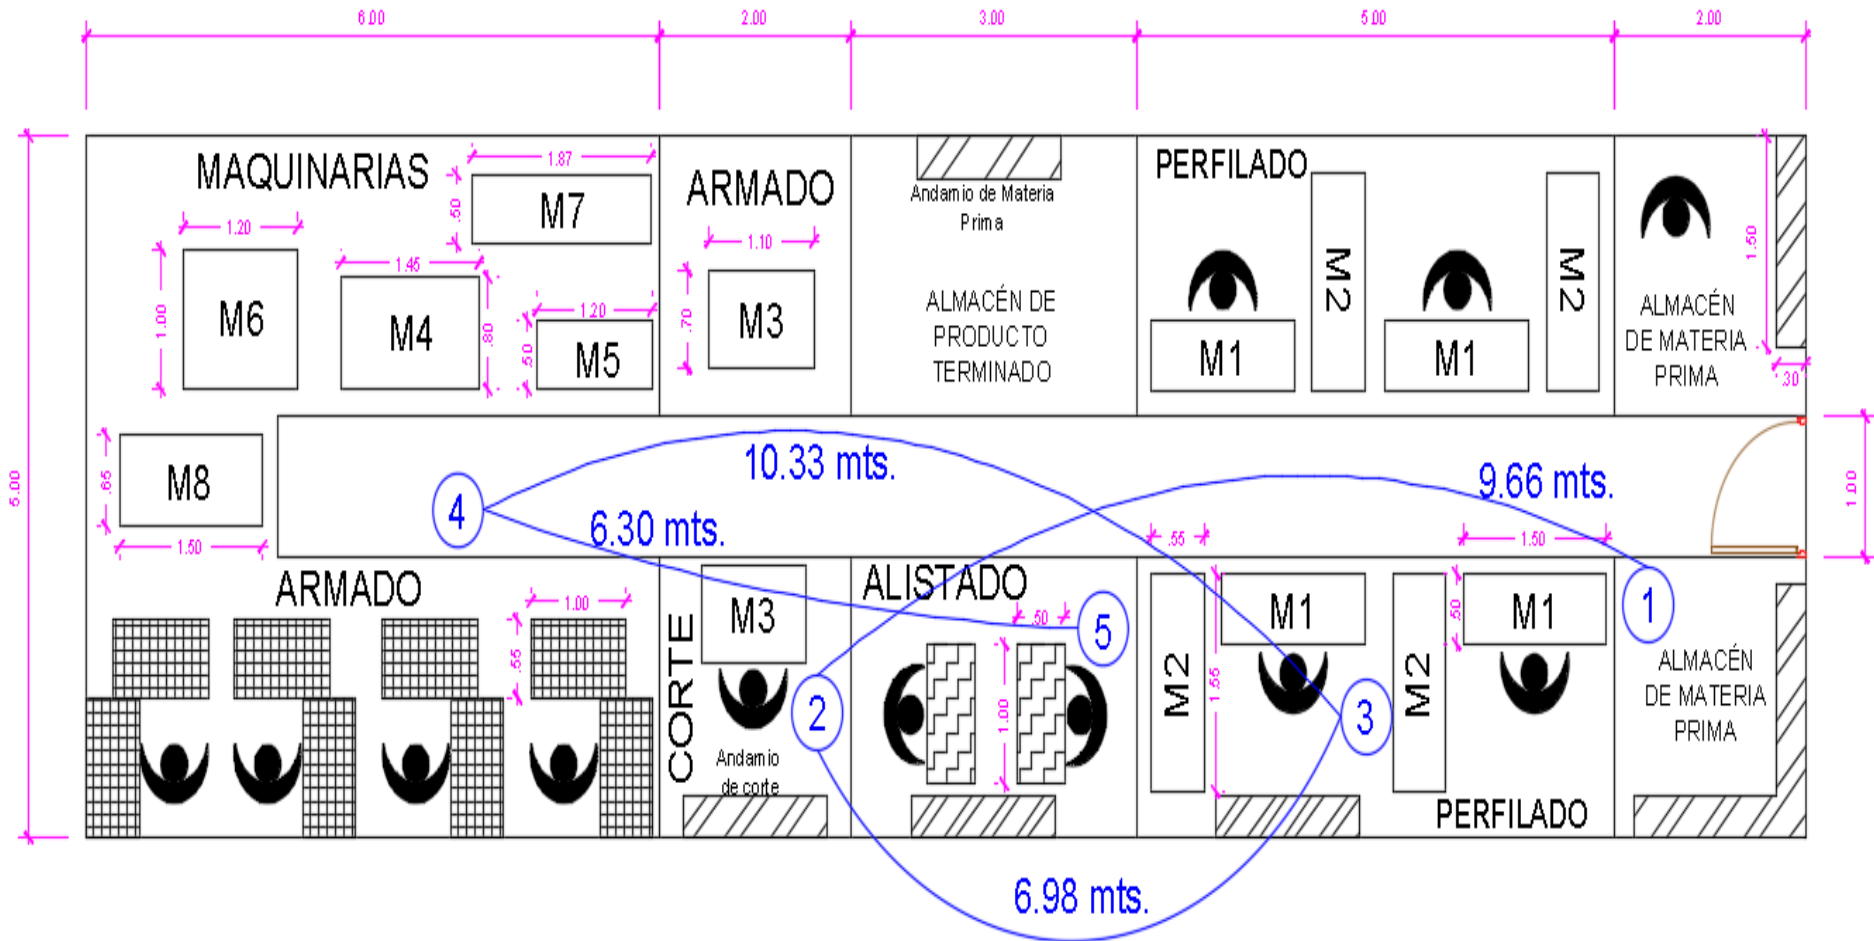 6.00
2.00
3.00
5.00
2.00
MAQUINARIAS
1.87
M7
.50
1.20
M6
1.00
1.45
M4
.80
1.20
M5
.50
ARMADO
1.10
M3
.70
Andamio de Materia
Prima
ALMACÉN DE
PRODUCTO
TERMINADO
PERFILADO
M2
M2
M1
M1
1.50
ALMACÉN
DE MATERIA
PRIMA
.30
5.00
M8
.65
1.50
4
10.33 mts.
6.30 mts.
9.66 mts.
1.00
.55
1.50
ARMADO
1.00
.55
CORTE
M3
2
Andamio
de corte
ALISTADO
.50
5
1.00
M2
1.55
M1
3
M2
.50
M1
PERFILADO
1
ALMACÉN
DE MATERIA
PRIMA
6.98 mts.